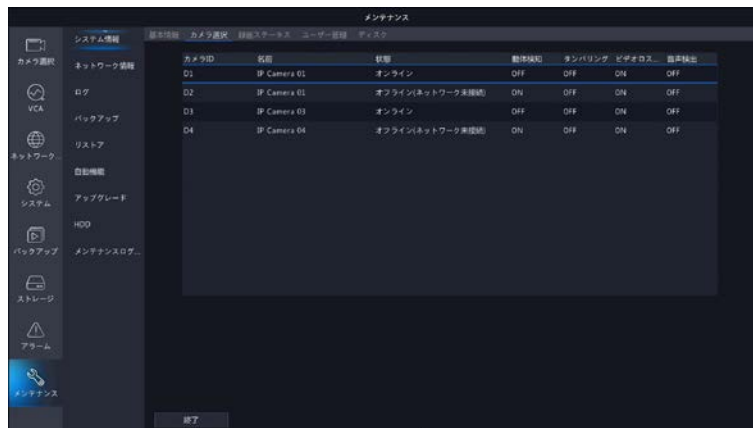 メンテナンス
カメラ選択
VCA
ネットワーク...
システム
バックアップ
ストレージ
アラーム
メンテナンス
システム情報
ネットワーク情報
ログ
バックアップ
リストア
自動機能
アップグレード
HDD
メンテナンスログ...
基本情報 カメラ選択 録画ステータス ユーザー管理 ディスク
カメラID 名前 状態 動体検知 タンパリング ビデオロス... 音声検出
D1 IP Camera 01 オンライン OFF OFF ON OFF
D2 IP Camera 01 オフライン(ネットワーク未接続) ON OFF ON OFF
D3 IP Camera 03 オンライン OFF OFF ON OFF
D4 IP Camera 04 オフライン(ネットワーク未接続) ON OFF ON OFF
終了